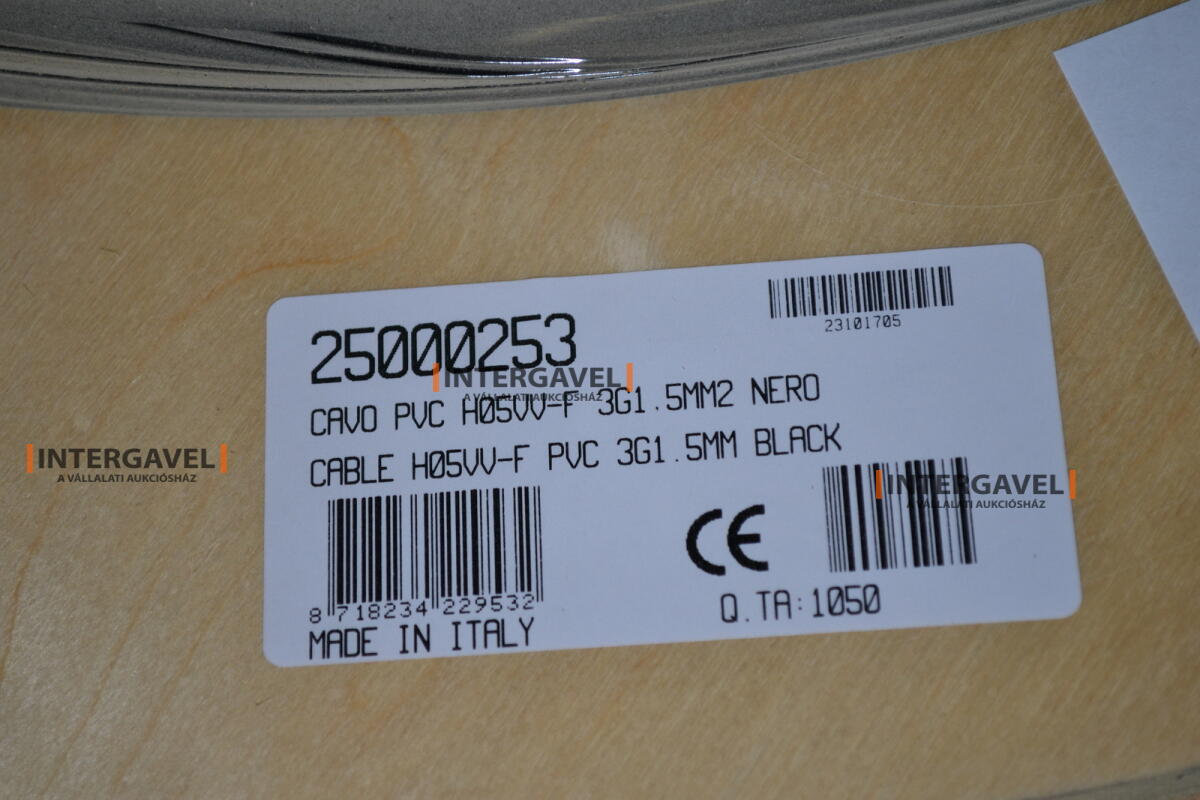 25000253
23101705
CAVO PVC H05VV-F 3G1.5MM2 NERO
CABLE H05VV-F PVC 3G1.5MM BLACK
CE
8 718234 229532
Q.TA:1050
MADE IN ITALY
INTERGAVEL
A VÁLLALATI AUKCIÓSHÁZ
INTERGAVEL
A VÁLLALATI AUKCIÓSHÁZ
INTERGAVEL
A VÁLLALATI AUKCIÓSHÁZ